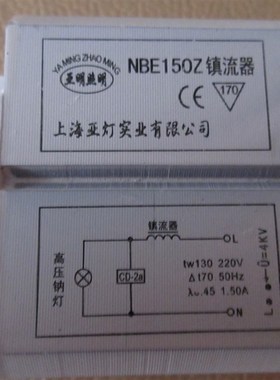 YA MING ZHAO MING
亚明照明
NBE150Z镇流器
CE
170
上海亚灯实业有限公司
镇流器
高压钠灯
CD-2a
L
N
tw130 220V
Δt70 50Hz
λ0.45 1.50A
L
Û=4KV